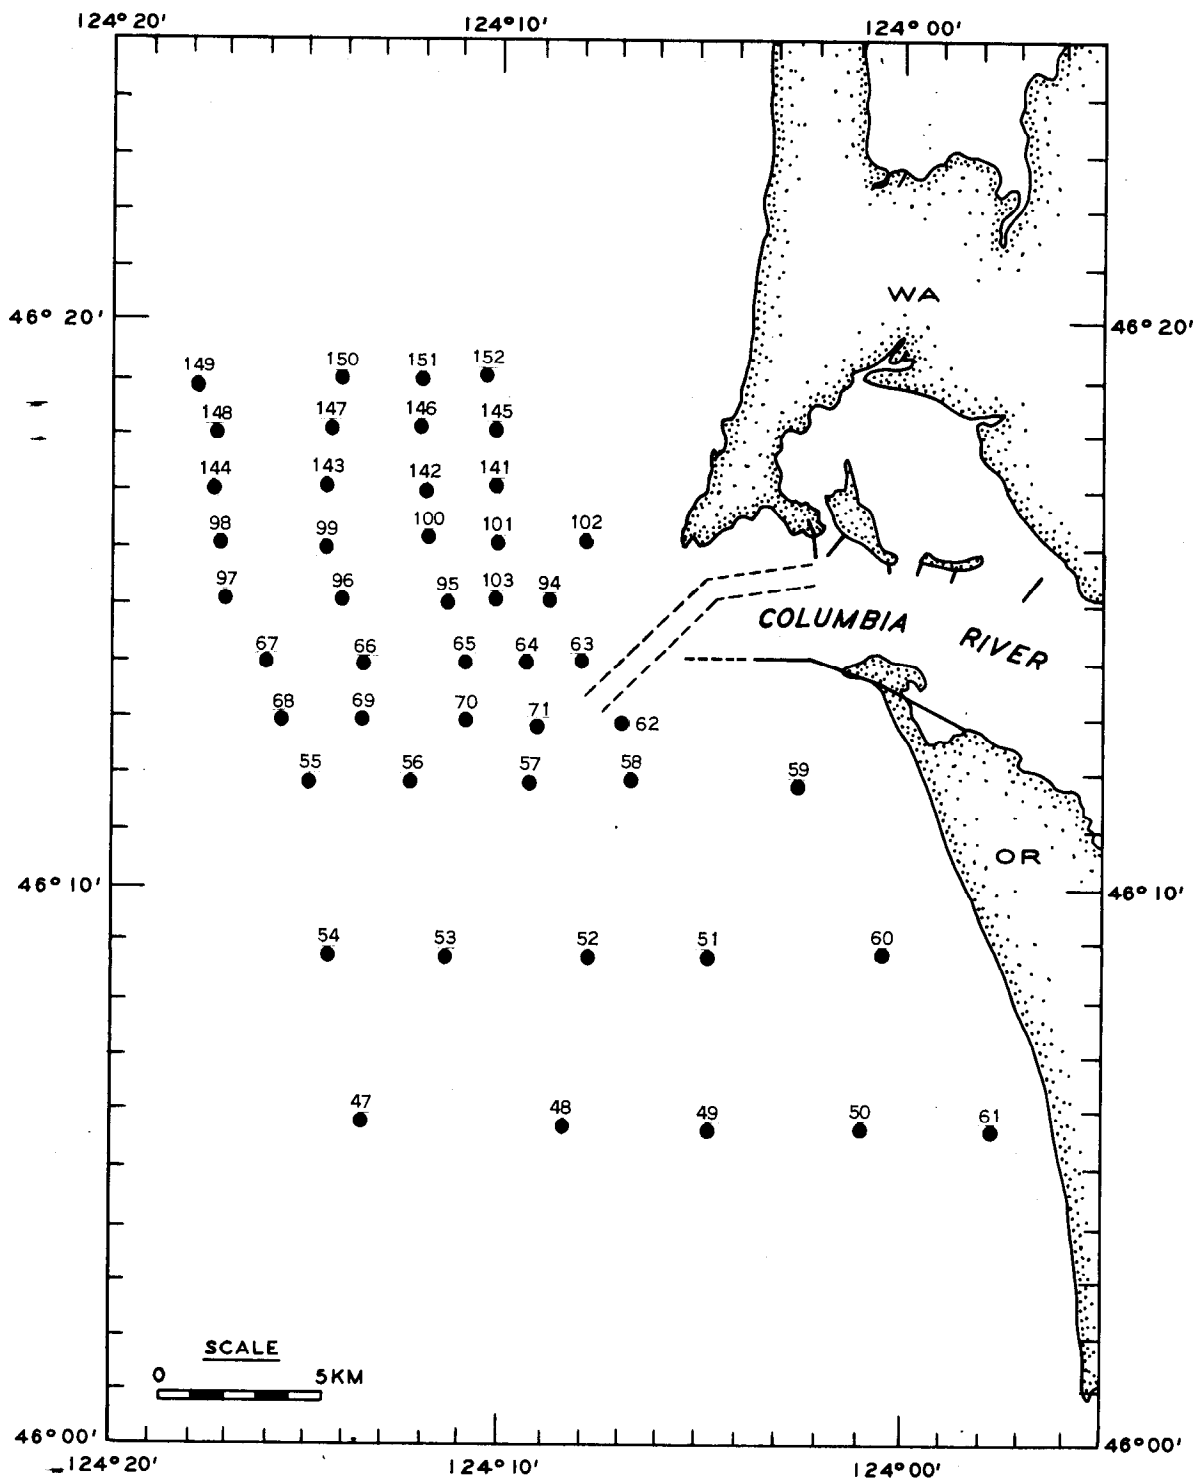 124° 20' 124° 10' 124° 00'
WA
46° 20' 46° 20'
149 150 151 152
148 147 146 145
144 143 142 141
98 99 100 101 102
97 96 95 103 94
COLUMBIA RIVER
67 66 65 64 63
68 69 70 71 62
55 56 57 58 59
OR
46° 10' 46° 10'
54 53 52 51 60
47 48 49 50 61
SCALE
0 5 KM
46° 00' 46° 00'
124° 20' 124° 10' 124° 00'